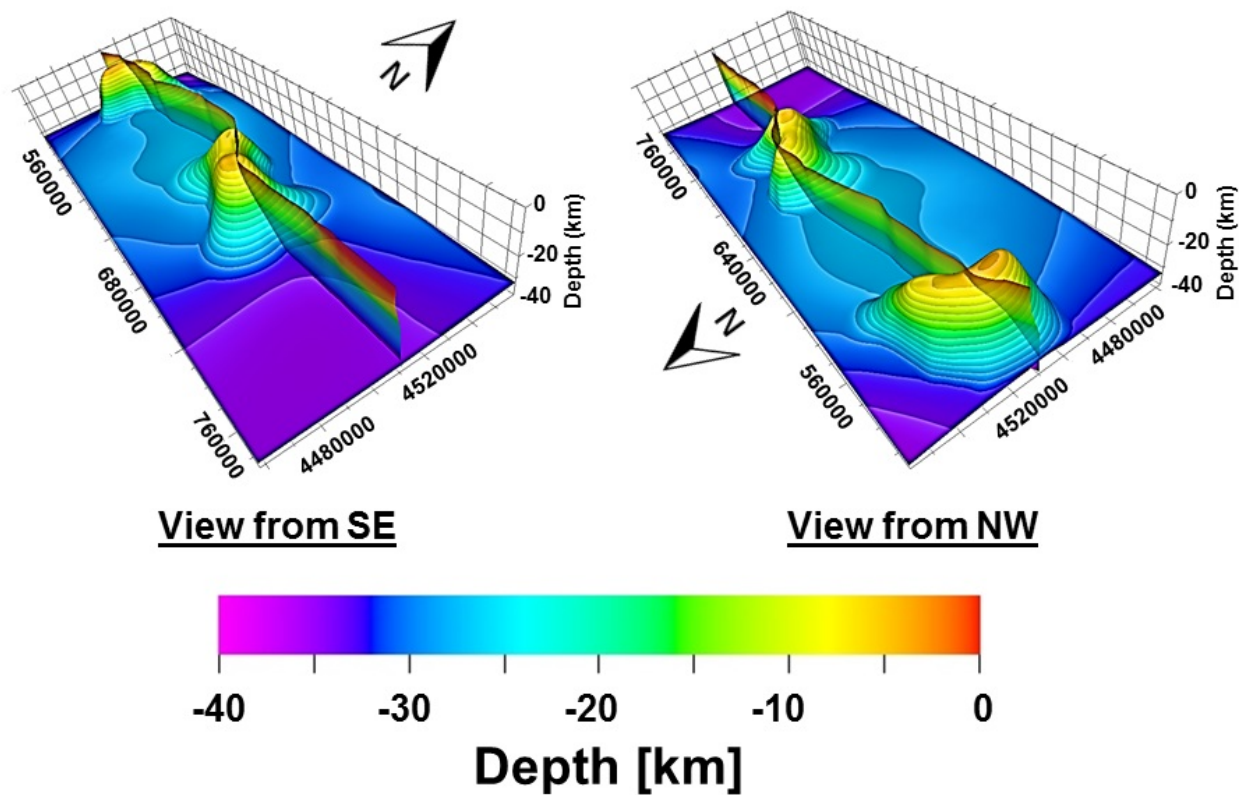 N
N
0
-20
-40
Depth (km)
560000
680000
760000
4480000
4520000
0
-20
-40
Depth (km)
760000
640000
560000
4520000
4480000
View from SE
View from NW
-40 -30 -20 -10 0
Depth [km]